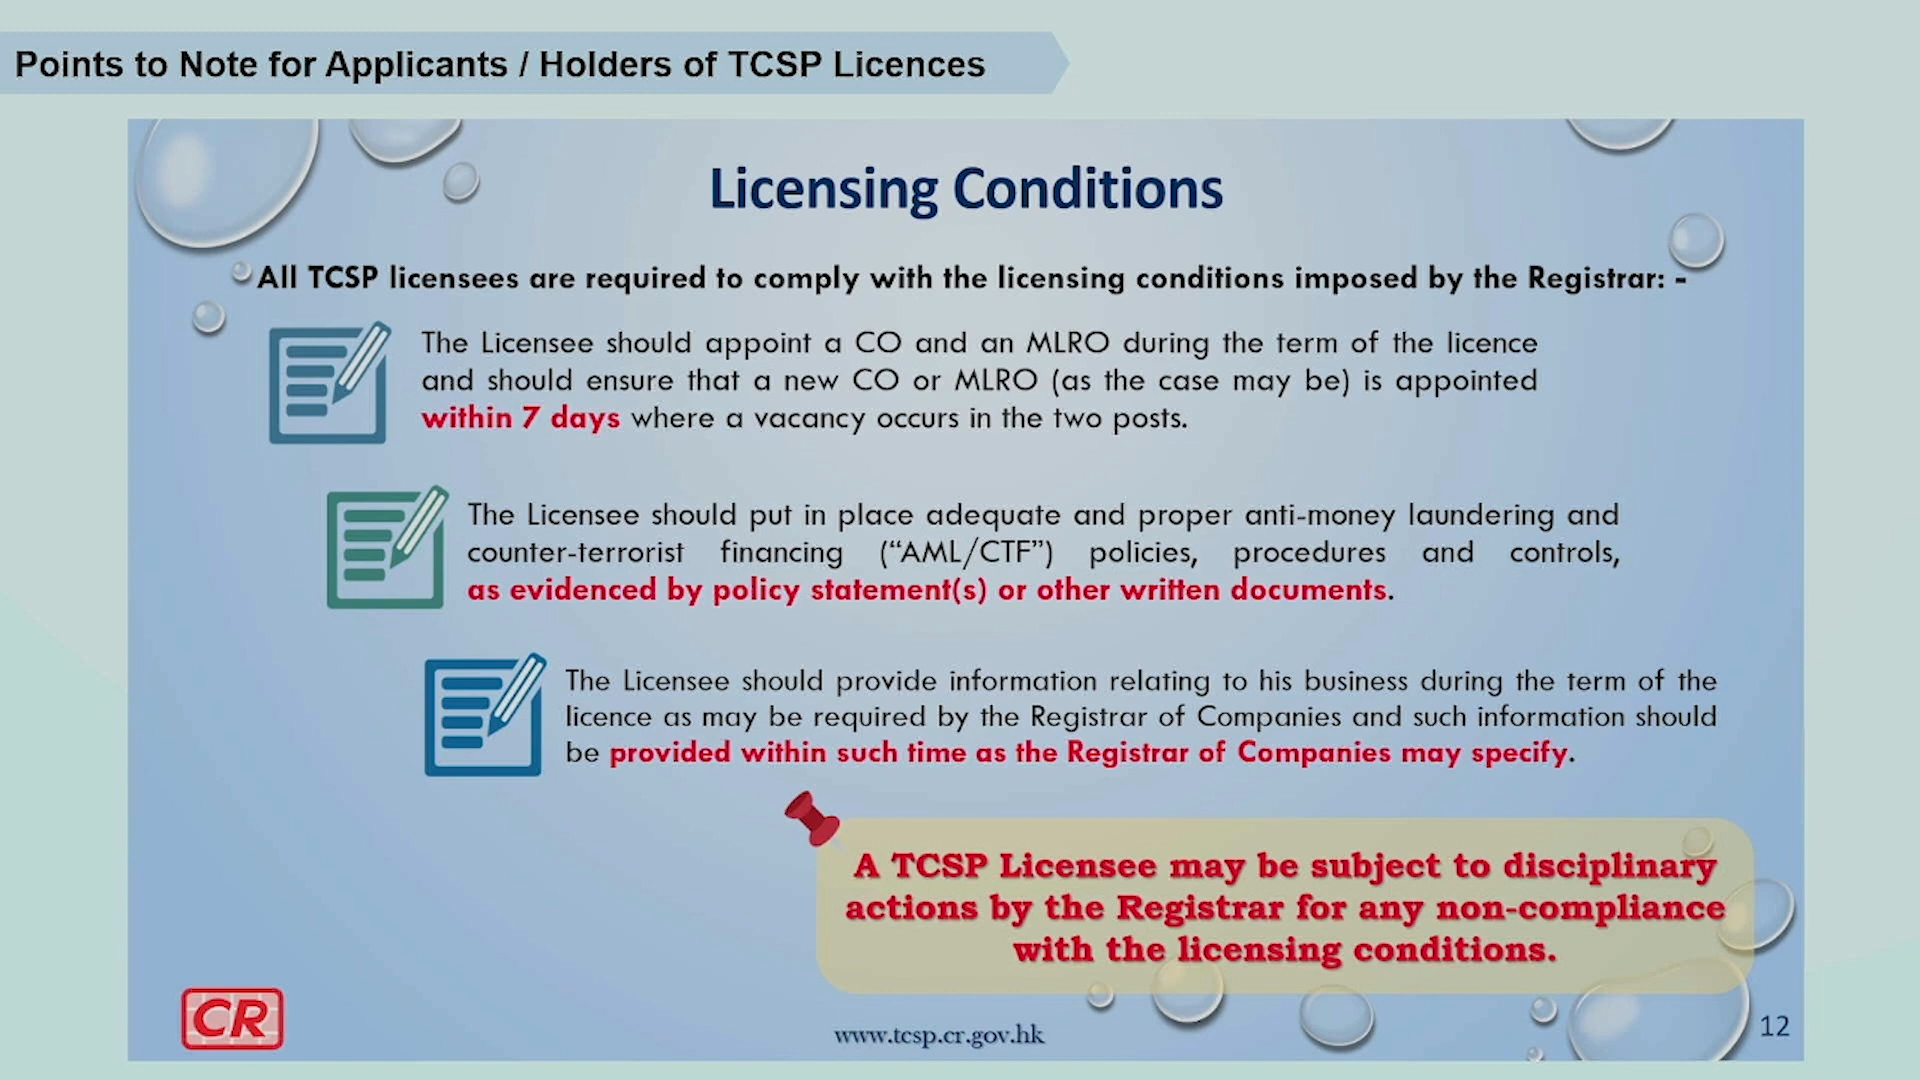 Points to Note for Applicants / Holders of TCSP Licences
Licensing Conditions
All TCSP licensees are required to comply with the licensing conditions imposed by the Registrar: -
The Licensee should appoint a CO and an MLRO during the term of the licence
and should ensure that a new CO or MLRO (as the case may be) is appointed
within 7 days where a vacancy occurs in the two posts.
The Licensee should put in place adequate and proper anti-money laundering and
counter-terrorist financing (“AML/CTF”) policies, procedures and controls,
as evidenced by policy statement(s) or other written documents.
The Licensee should provide information relating to his business during the term of the
licence as may be required by the Registrar of Companies and such information should
be provided within such time as the Registrar of Companies may specify.
A TCSP Licensee may be subject to disciplinary
actions by the Registrar for any non-compliance
with the licensing conditions.
CR
www.tcsp.cr.gov.hk
12